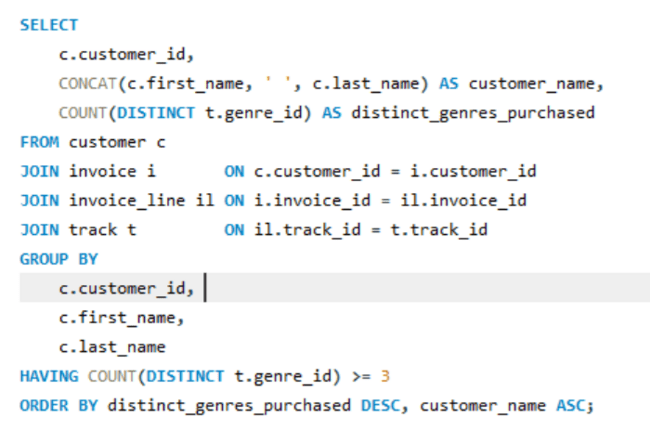 SELECT
    c.customer_id,
    CONCAT(c.first_name, ' ', c.last_name) AS customer_name,
    COUNT(DISTINCT t.genre_id) AS distinct_genres_purchased
FROM customer c
JOIN invoice i       ON c.customer_id = i.customer_id
JOIN invoice_line il ON i.invoice_id = il.invoice_id
JOIN track t         ON il.track_id = t.track_id
GROUP BY
    c.customer_id,
    c.first_name,
    c.last_name
HAVING COUNT(DISTINCT t.genre_id) >= 3
ORDER BY distinct_genres_purchased DESC, customer_name ASC;